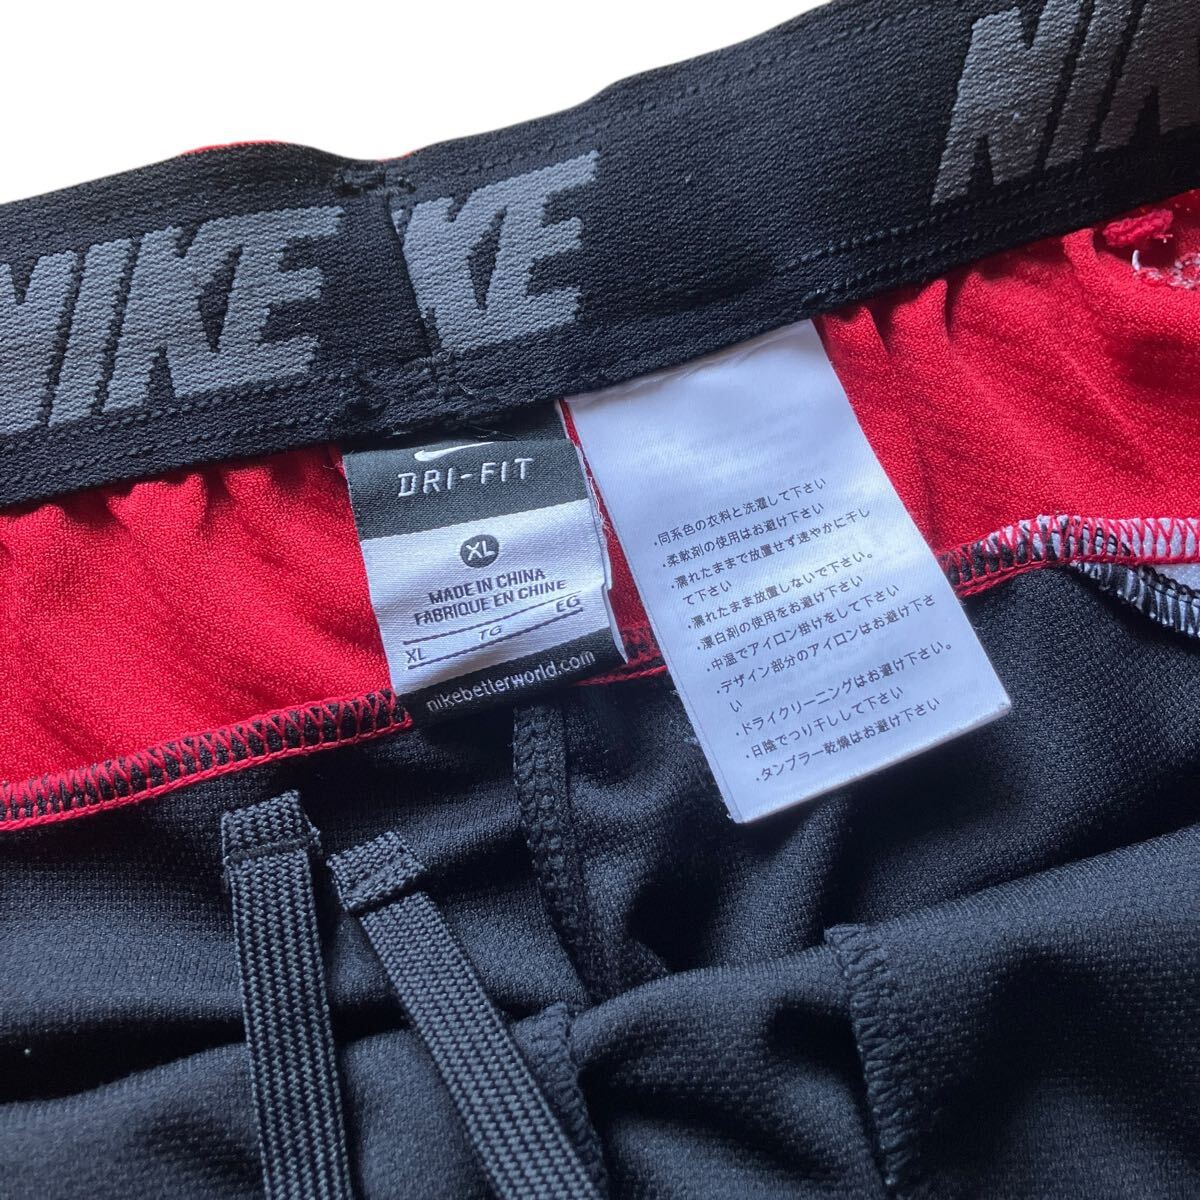 NIKE
KE
NIK
DRI-FIT
XL
MADE IN CHINA
FABRIQUE EN CHINE
XL TG EG
nikebetterworld.com
・同系色の衣料と洗濯して下さい
・柔軟剤の使用はお避け下さい
・濡れたままで放置せず速やかに干し
て下さい
・濡れたまま放置しないで下さい。
・漂白剤の使用をお避け下さい
・中温でアイロン掛けをして下さい
・デザイン部分のアイロンはお避け下さ
い
・ドライクリーニングはお避け下さい。
・日陰でつり干しして下さい
・タンブラー乾燥はお避け下さい